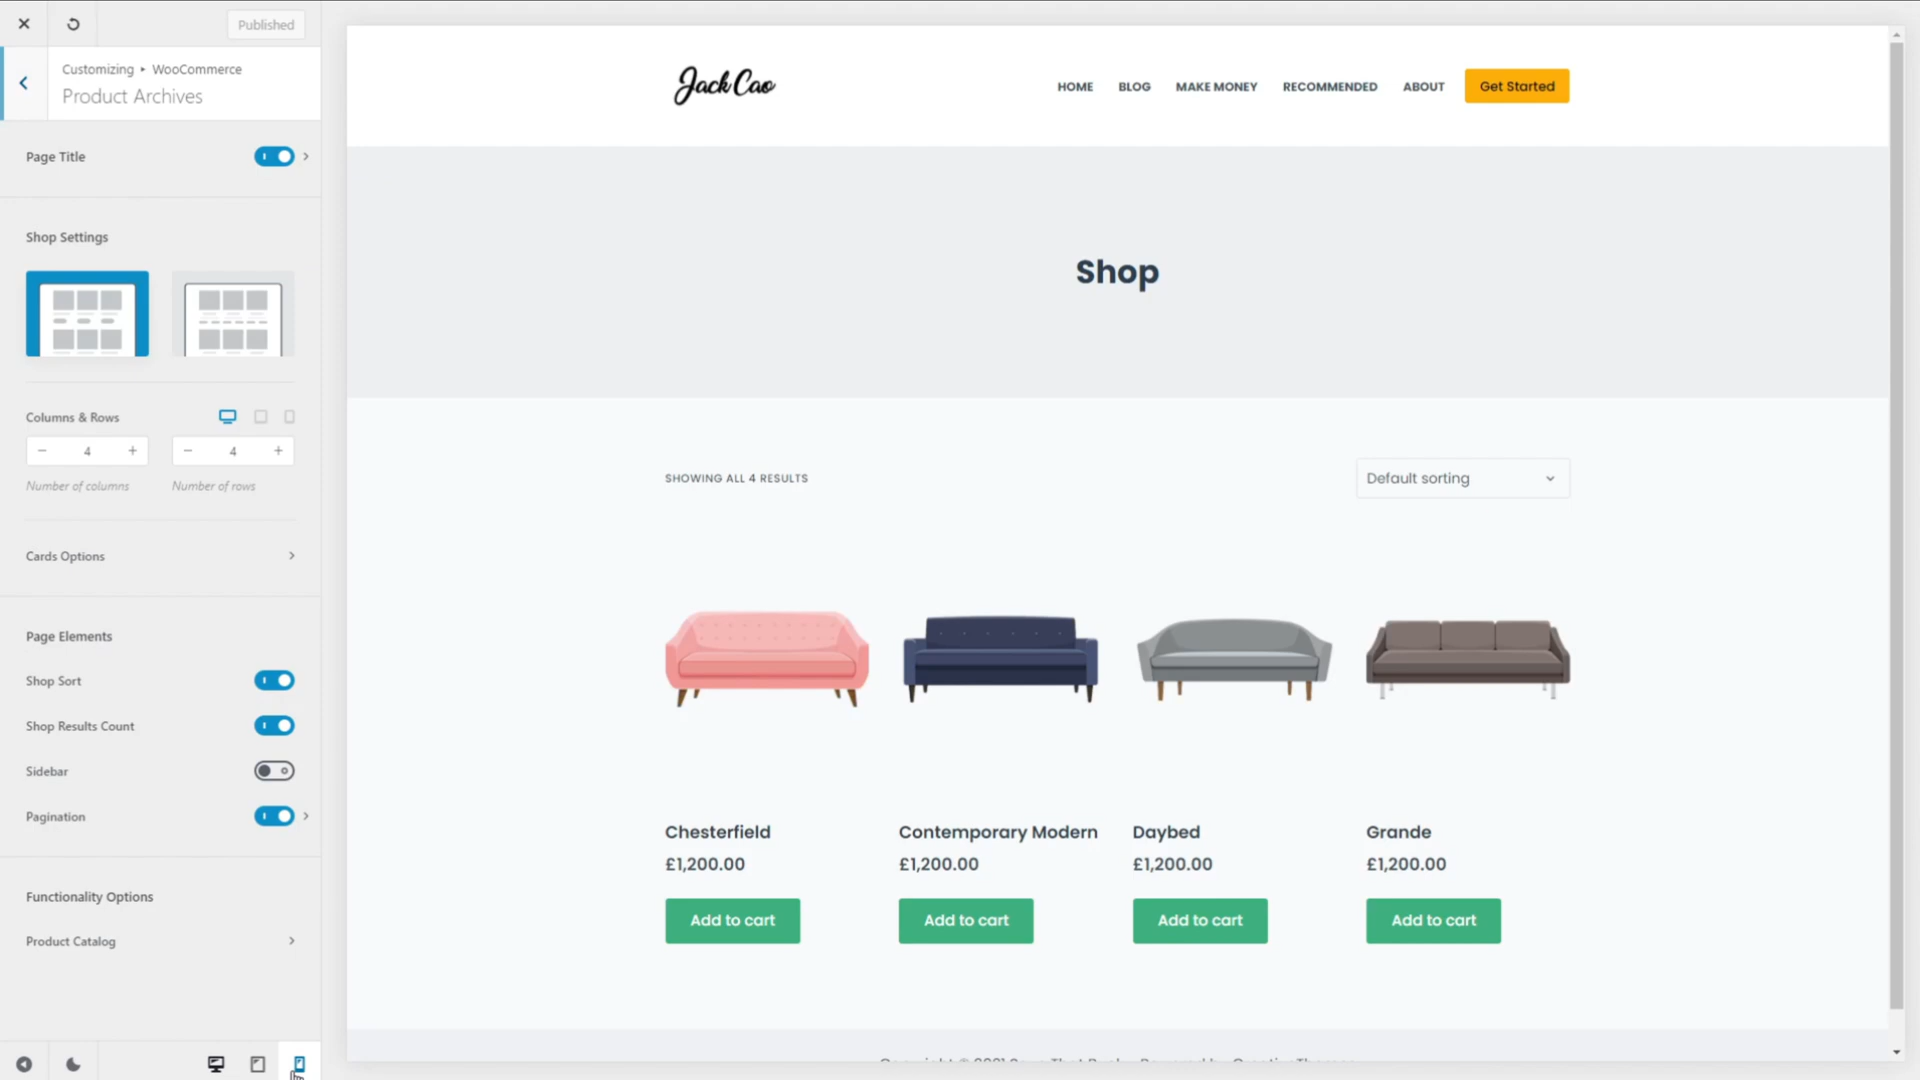 Published
Customizing ▸ WooCommerce
Product Archives
Page Title
Shop Settings
Columns & Rows
4
4
Number of columns
Number of rows
Cards Options
Page Elements
Shop Sort
Shop Results Count
Sidebar
Pagination
Functionality Options
Product Catalog
Jack Cao
HOME
BLOG
MAKE MONEY
RECOMMENDED
ABOUT
Get Started
Shop
SHOWING ALL 4 RESULTS
Default sorting
Chesterfield
£1,200.00
Add to cart
Contemporary Modern
£1,200.00
Add to cart
Daybed
£1,200.00
Add to cart
Grande
£1,200.00
Add to cart
Copyright © 2021